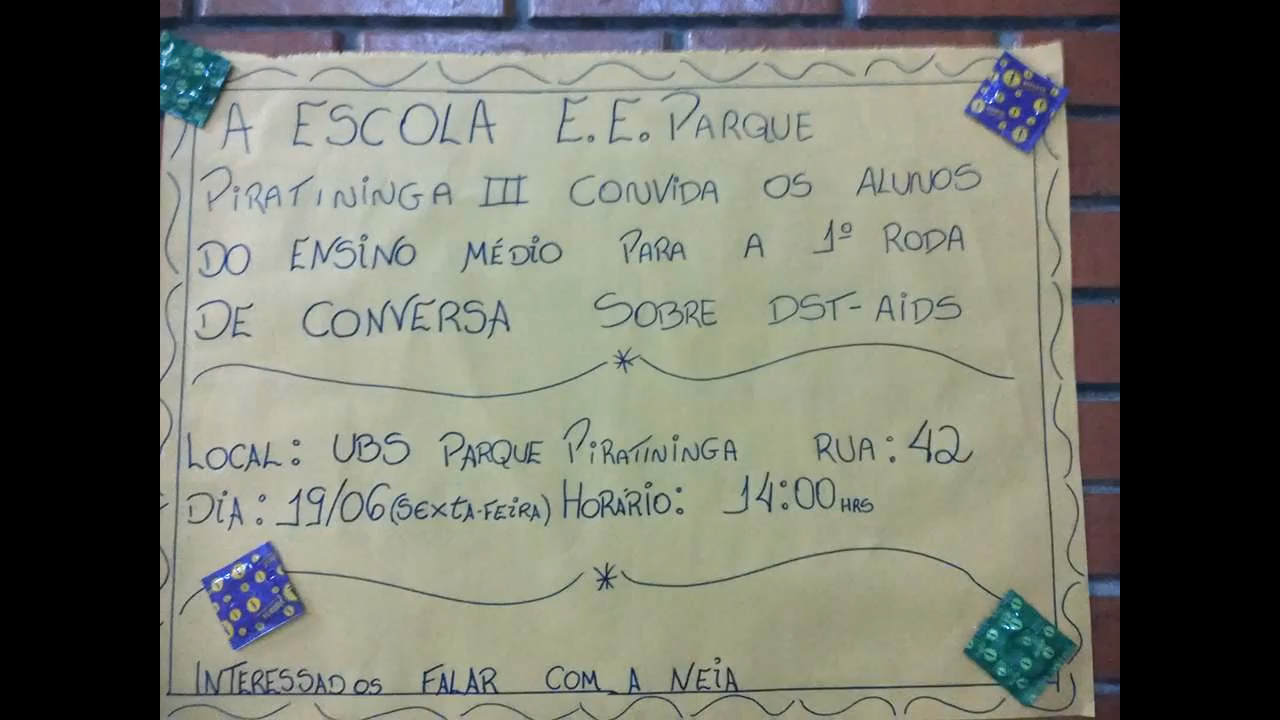 A ESCOLA E.E. PARQUE
PIRATININGA III CONVIDA OS ALUNOS
DO ENSINO MÉDIO PARA A 1º RODA
DE CONVERSA SOBRE DST-AIDS
LOCAL: UBS PARQUE PIRATININGA RUA: 42
DIA: 19/06 (SEXTA-FEIRA) HORÁRIO: 14:00 HRS
INTERESSADOS FALAR COM A NEIA